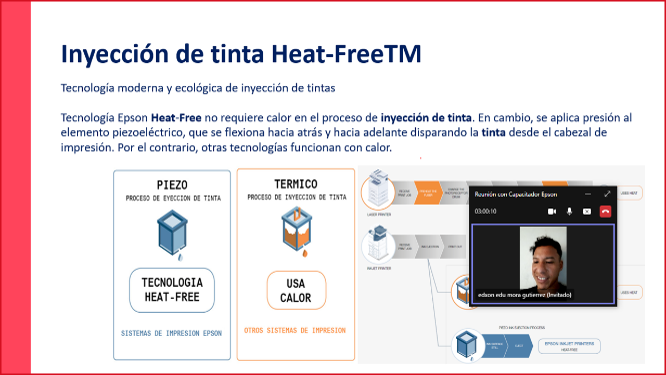 Inyección de tinta Heat-FreeTM
Tecnología moderna y ecológica de inyección de tintas
Tecnología Epson Heat-Free no requiere calor en el proceso de inyección de tinta. En cambio, se aplica presión al
elemento piezoeléctrico, que se flexiona hacia atrás y hacia adelante disparando la tinta desde el cabezal de
impresión. Por el contrario, otras tecnologías funcionan con calor.
PIEZO
PROCESO DE EYECCION DE TINTA
TECNOLOGIA
HEAT-FREE
SISTEMAS DE IMPRESION EPSON
TERMICO
PROCESO DE INYECCION DE TINTA
USA
CALOR
OTROS SISTEMAS DE IMPRESION
LASER PRINTER
INKJET PRINTER
Reunión con Capacitador Epson
03:00:10
edson edu mora gutierrez (Invitado)
EPSON INKJET PRINTERS
HEAT-FREE